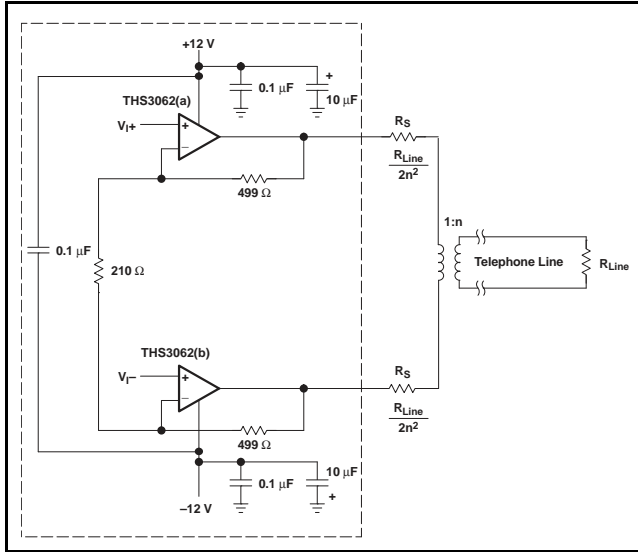 +12 V
+
THS3062(a)
0.1 μF
10 μF
VI+
+
−
499 Ω
RS
RLine
2n²
1:n
0.1 μF
210 Ω
Telephone Line
RLine
THS3062(b)
VI−
+
−
499 Ω
RS
RLine
2n²
0.1 μF
10 μF
+
−12 V